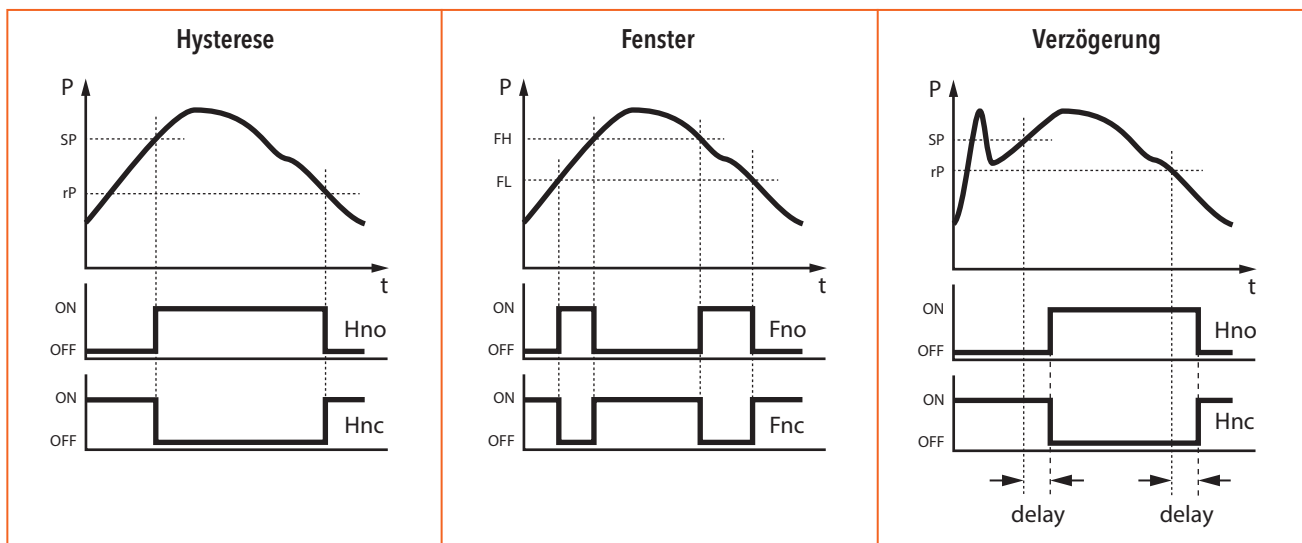 Hysterese
P
SP
rP
t
ON
OFF
Hno
ON
OFF
Hnc
Fenster
P
FH
FL
t
ON
OFF
Fno
ON
OFF
Fnc
Verzögerung
P
SP
rP
t
ON
OFF
Hno
ON
OFF
Hnc
delay
delay